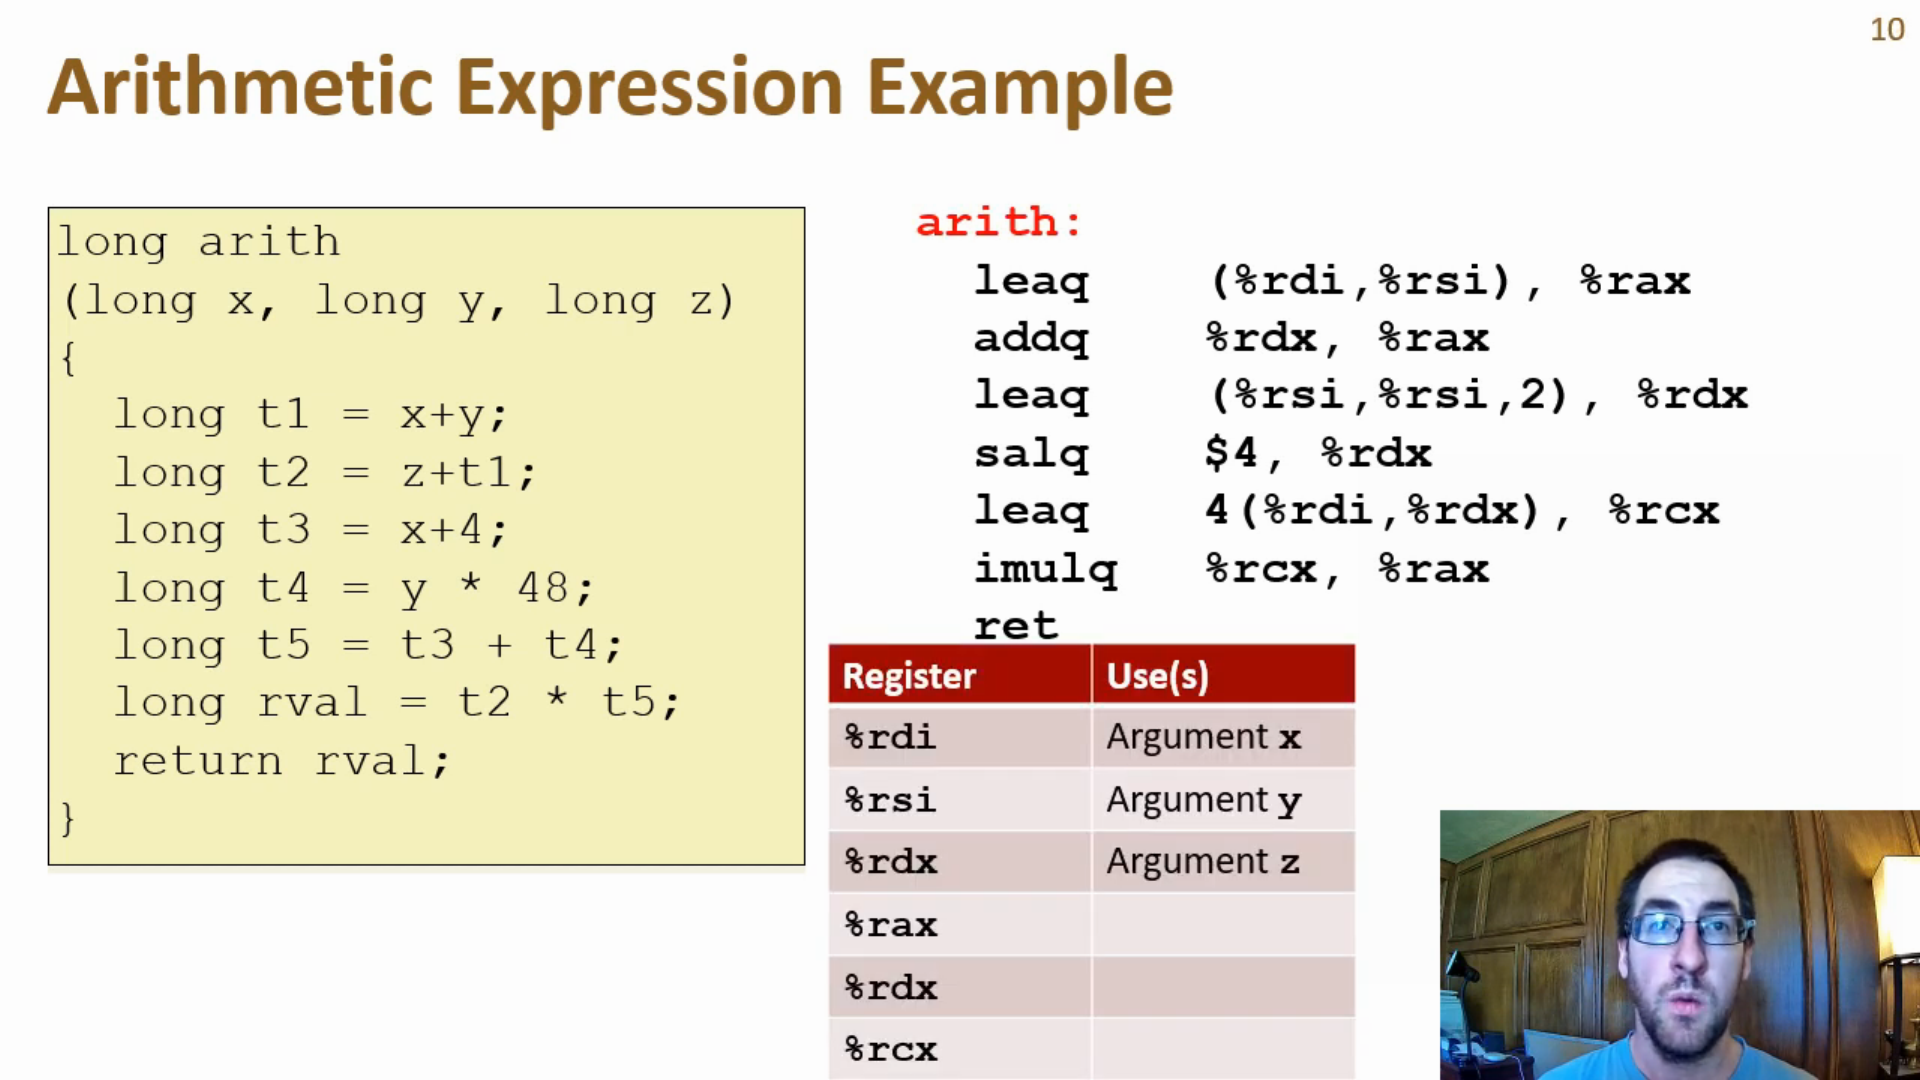 10
Arithmetic Expression Example
long arith
(long x, long y, long z)
{
  long t1 = x+y;
  long t2 = z+t1;
  long t3 = x+4;
  long t4 = y * 48;
  long t5 = t3 + t4;
  long rval = t2 * t5;
  return rval;
}
arith:
  leaq    (%rdi,%rsi), %rax
  addq    %rdx, %rax
  leaq    (%rsi,%rsi,2), %rdx
  salq    $4, %rdx
  leaq    4(%rdi,%rdx), %rcx
  imulq   %rcx, %rax
  ret
Register Use(s)
%rdi Argument x
%rsi Argument y
%rdx Argument z
%rax
%rdx
%rcx